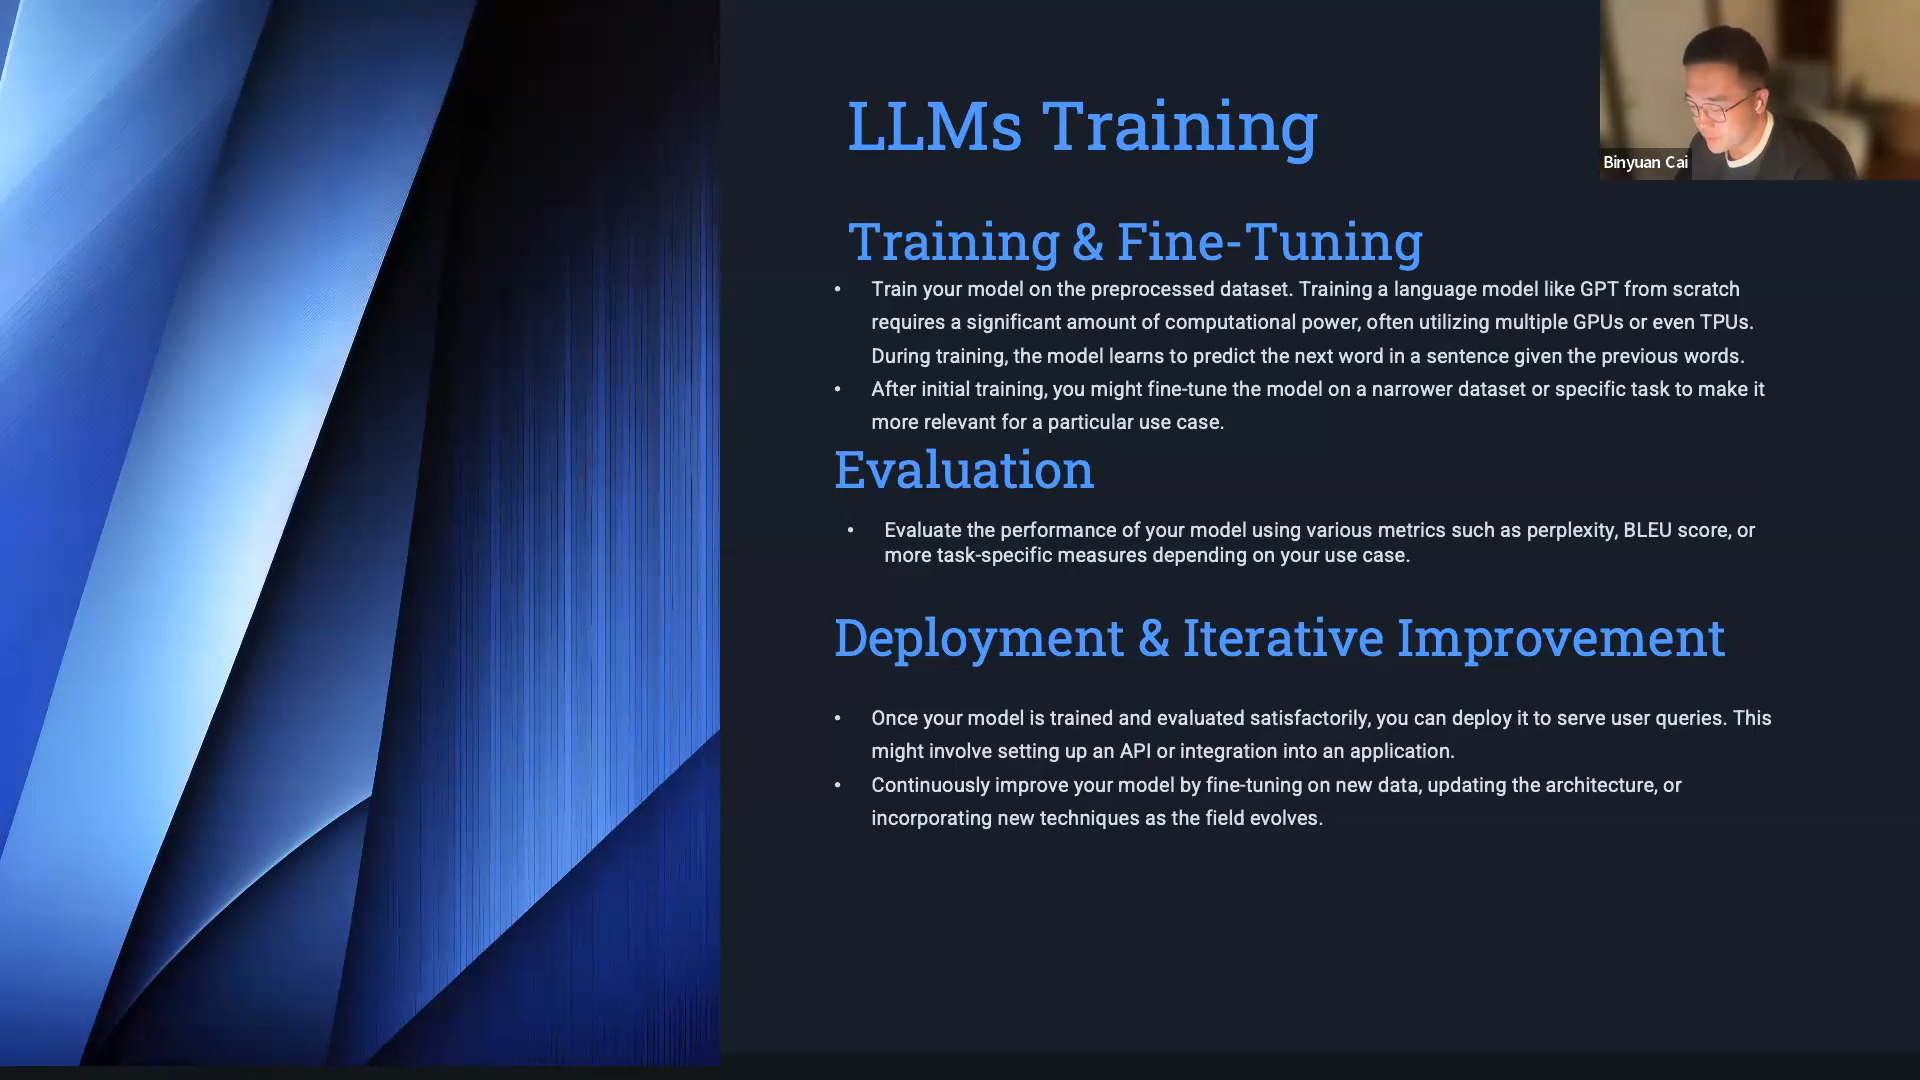 LLMs Training
Binyuan Cai
Training & Fine-Tuning
• Train your model on the preprocessed dataset. Training a language model like GPT from scratch
requires a significant amount of computational power, often utilizing multiple GPUs or even TPUs.
During training, the model learns to predict the next word in a sentence given the previous words.
• After initial training, you might fine-tune the model on a narrower dataset or specific task to make it
more relevant for a particular use case.
Evaluation
• Evaluate the performance of your model using various metrics such as perplexity, BLEU score, or
more task-specific measures depending on your use case.
Deployment & Iterative Improvement
• Once your model is trained and evaluated satisfactorily, you can deploy it to serve user queries. This
might involve setting up an API or integration into an application.
• Continuously improve your model by fine-tuning on new data, updating the architecture, or
incorporating new techniques as the field evolves.